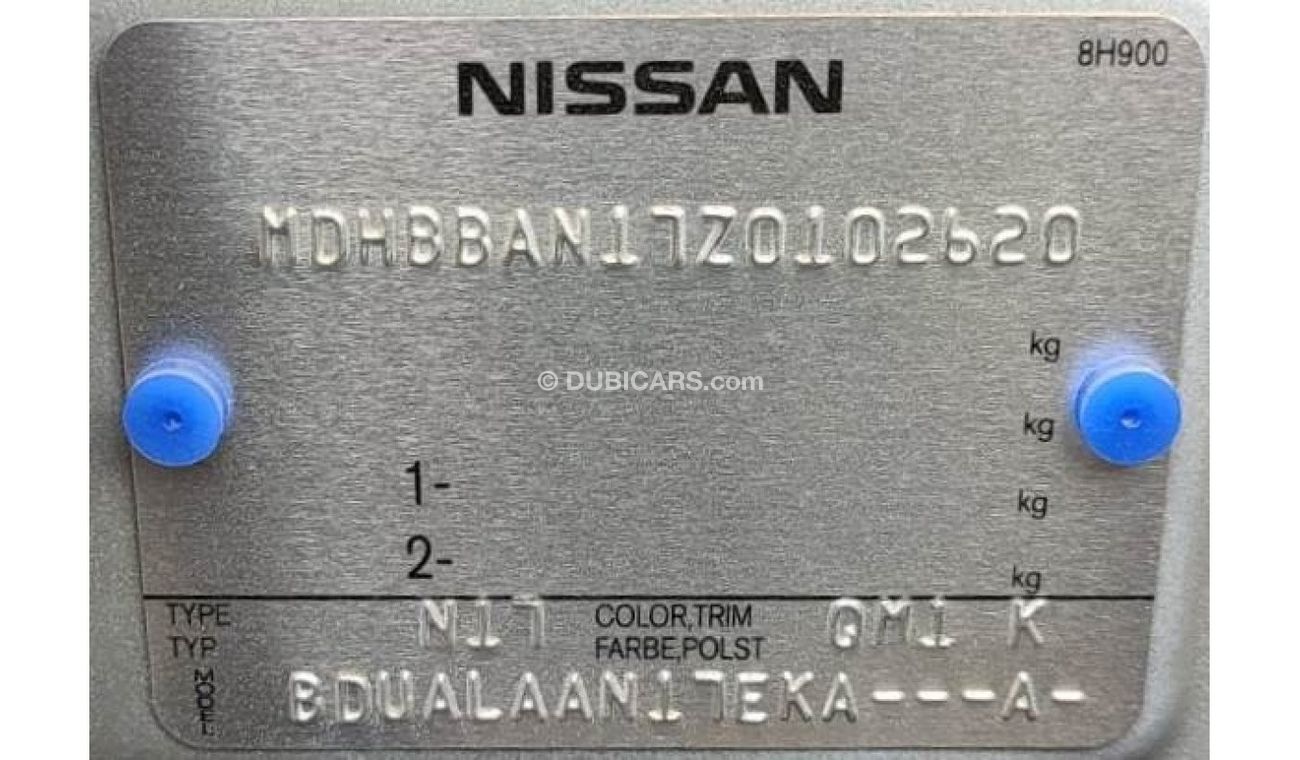 NISSAN 8H900
MDHBBAN17Z0102620
kg
© DUBICARS.com
kg
1- kg
2- kg
TYPE N17 COLOR,TRIM QM1 K
TYP FARBE,POLST
MODEL BDUALAAN17EKA---A-